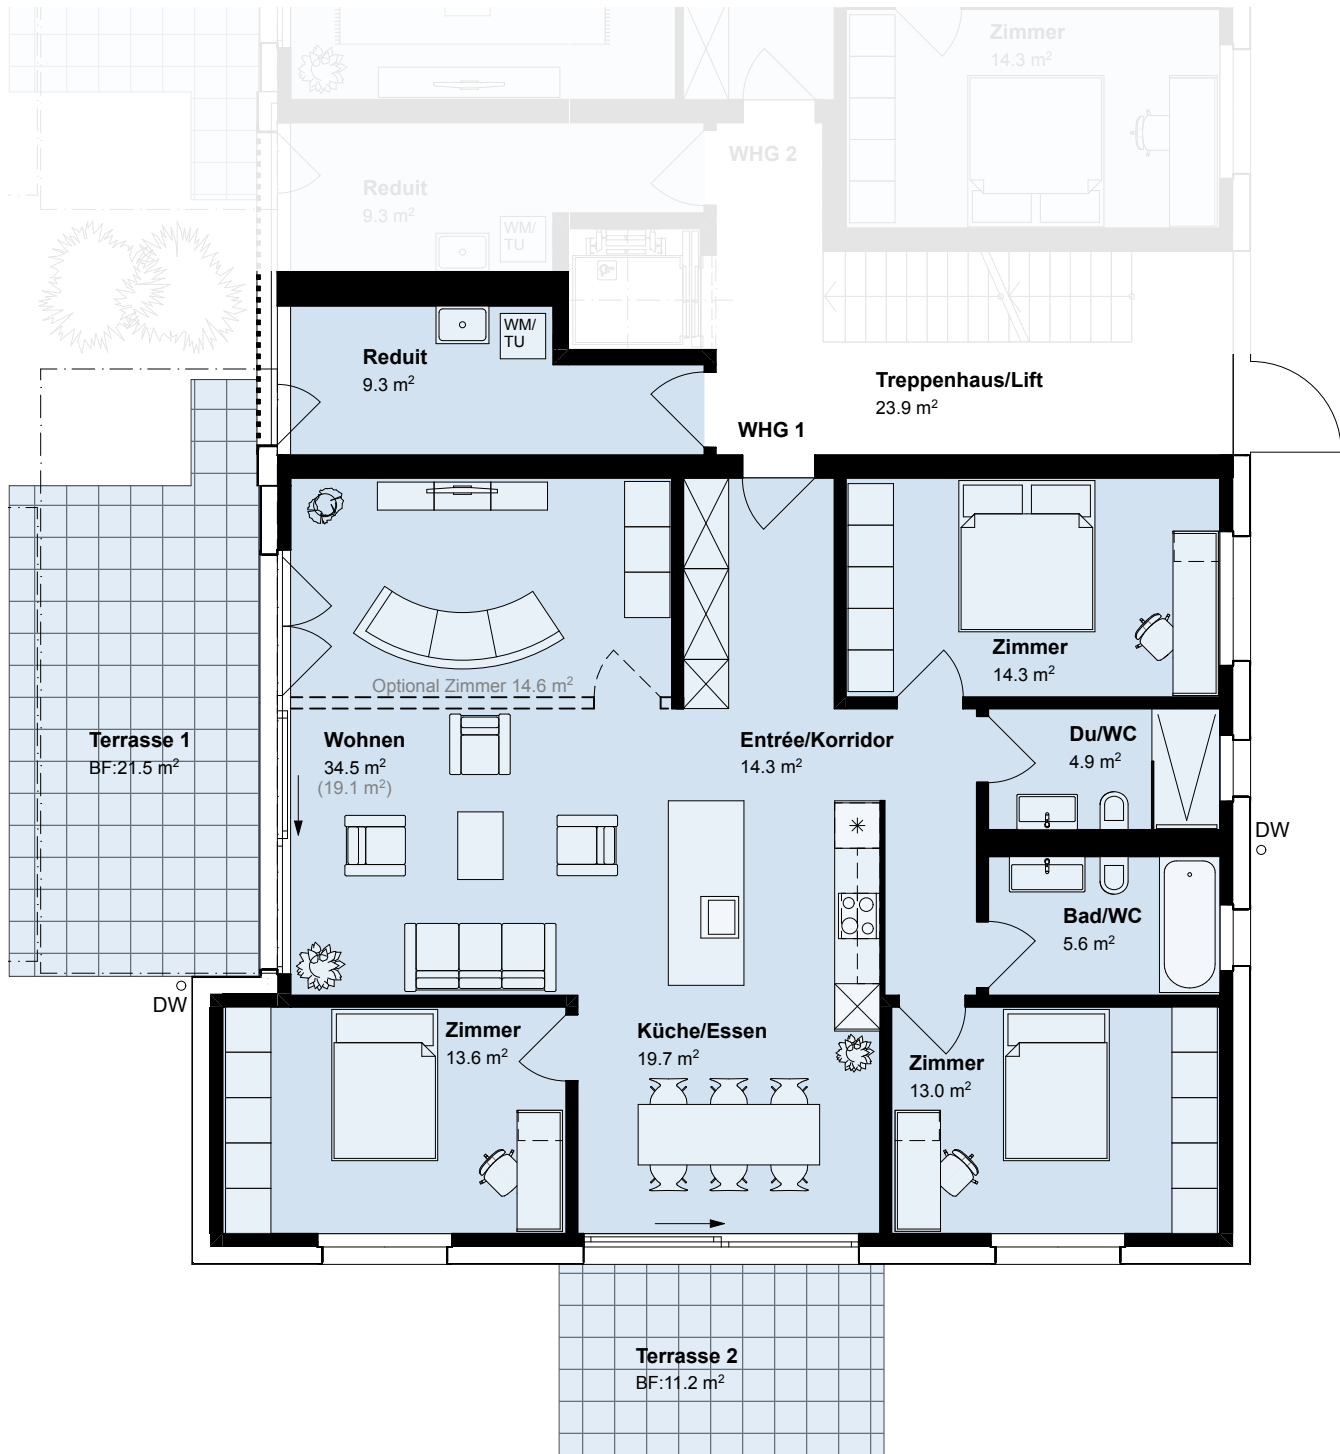 Zimmer
14.3 m²
WHG 2
Reduit
9.3 m²
WM/
TU
Reduit
9.3 m²
WM/
TU
Treppenhaus/Lift
23.9 m²
WHG 1
Zimmer
14.3 m²
Optional Zimmer 14.6 m²
Terrasse 1
BF:21.5 m²
Wohnen
34.5 m²
(19.1 m²)
Entrée/Korridor
14.3 m²
Du/WC
4.9 m²
DW
Bad/WC
5.6 m²
DW
Zimmer
13.6 m²
Küche/Essen
19.7 m²
Zimmer
13.0 m²
Terrasse 2
BF:11.2 m²